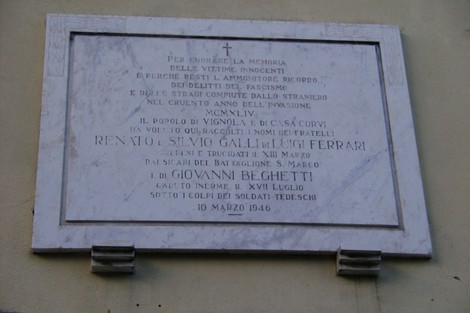 PER ONORARE LA MEMORIA
DELLE VITTIME INNOCENTI
E PERCHÈ RESTI L'AMMONITORE RICORDO
DEI DELITTI DEL FASCISMO
E DELLE STRAGI COMPIUTE DALLO STRANIERO
NEL CRUENTO ANNO DELL'INVASIONE
MCMXLIV
IL POPOLO DI VIGNOLA E DI CASA CORVI
HA VOLUTO QUI RACCOLTI I NOMI DEI FRATELLI
RENATO E SILVIO GALLI DI LUIGI FERRARI
E TRUCIDATI IL XIII MARZO
DAI SICARI DEL BATTAGLIONE S. MARCO
E DI GIOVANNI BEGHETTI
CADUTO INERME IL XVII LUGLIO
SOTTO I COLPI DEI SOLDATI TEDESCHI
10 MARZO 1946